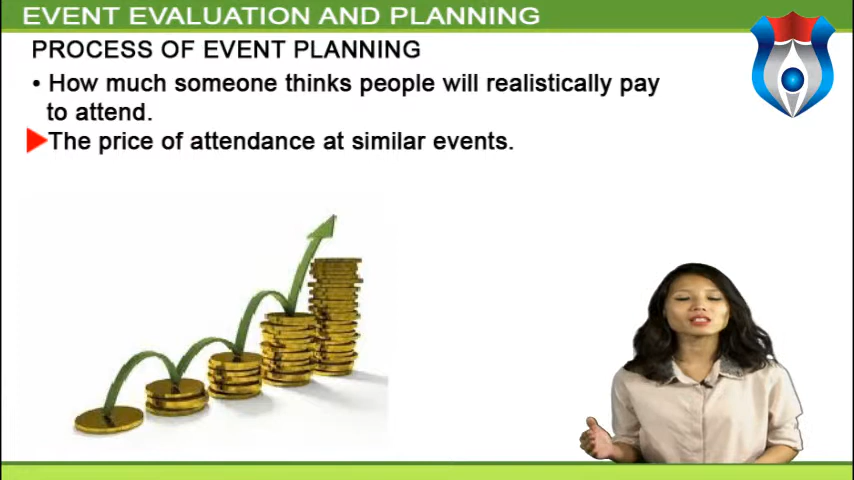 EVENT EVALUATION AND PLANNING
PROCESS OF EVENT PLANNING
• How much someone thinks people will realistically pay
to attend.
The price of attendance at similar events.